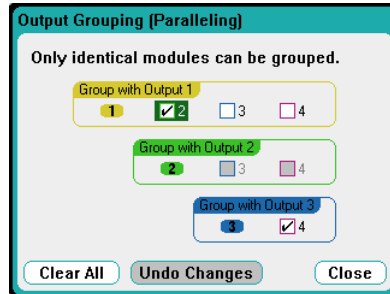 Output Grouping (Paralleling)
Only identical modules can be grouped.
Group with Output 1
1 2 3 4
Group with Output 2
2 3 4
Group with Output 3
3 4
Clear All Undo Changes Close